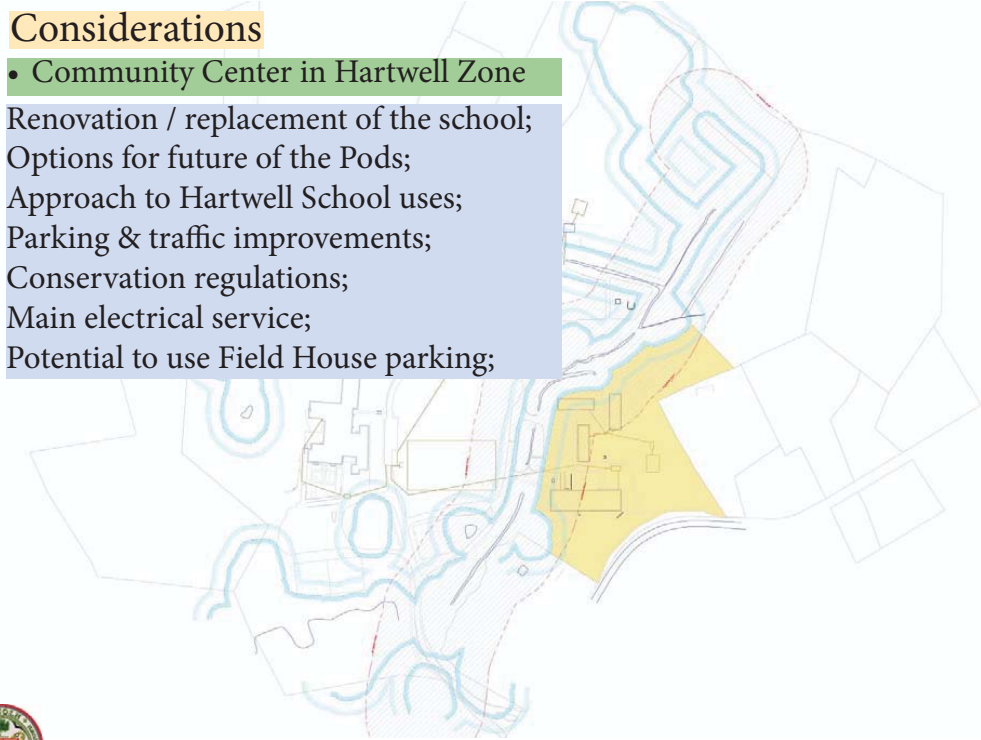 Considerations
• Community Center in Hartwell Zone
Renovation / replacement of the school;
Options for future of the Pods;
Approach to Hartwell School uses;
Parking & traffic improvements;
Conservation regulations;
Main electrical service;
Potential to use Field House parking;